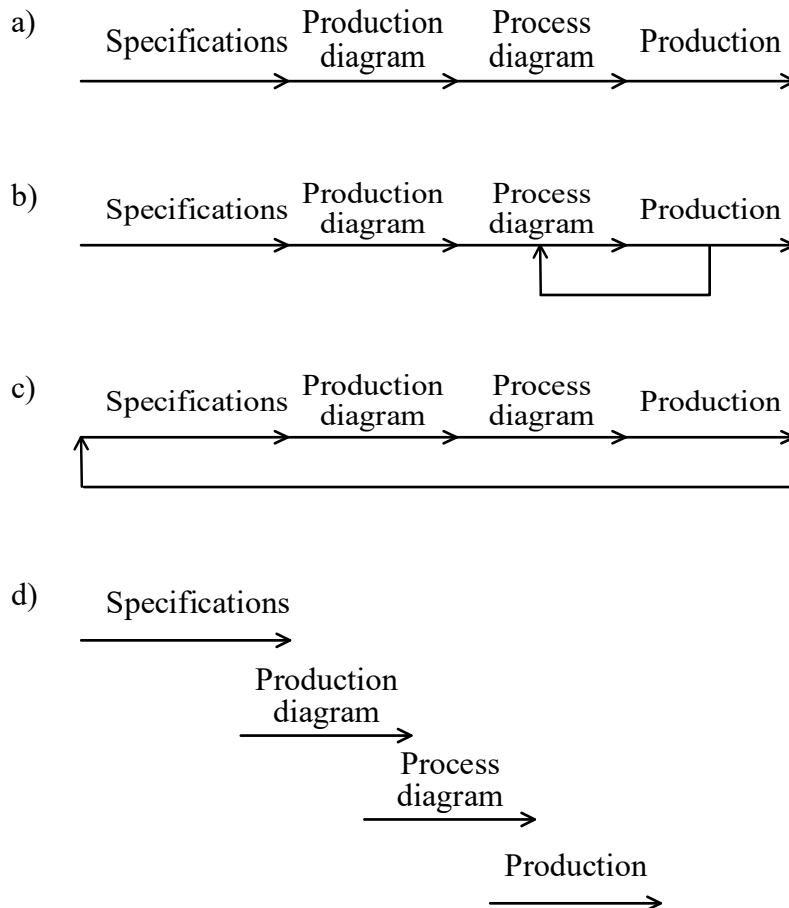 a)
Specifications
Production
diagram
Process
diagram
Production
b)
Specifications
Production
diagram
Process
diagram
Production
c)
Specifications
Production
diagram
Process
diagram
Production
d)
Specifications
Production
diagram
Process
diagram
Production